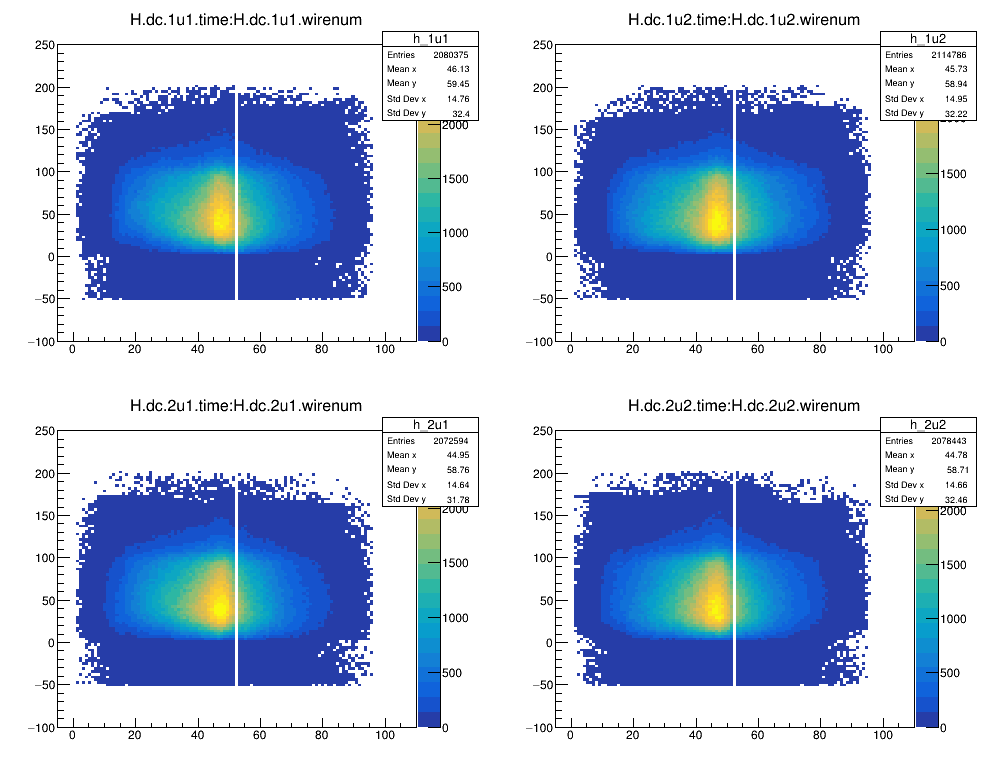 H.dc.1u1.time:H.dc.1u1.wirenum
h_1u1
Entries 2080375
Mean x 46.13
Mean y 59.45
Std Dev x 14.76
Std Dev y 32.4
250
200
150
100
50
0
−50
−100
0 20 40 60 80 100
2000
1500
1000
500
0
H.dc.1u2.time:H.dc.1u2.wirenum
h_1u2
Entries 2114786
Mean x 45.73
Mean y 58.94
Std Dev x 14.95
Std Dev y 32.22
250
200
150
100
50
0
−50
−100
0 20 40 60 80 100
2000
1500
1000
500
0
H.dc.2u1.time:H.dc.2u1.wirenum
h_2u1
Entries 2072594
Mean x 44.95
Mean y 58.76
Std Dev x 14.64
Std Dev y 31.78
250
200
150
100
50
0
−50
−100
0 20 40 60 80 100
2000
1500
1000
500
0
H.dc.2u2.time:H.dc.2u2.wirenum
h_2u2
Entries 2078443
Mean x 44.78
Mean y 58.71
Std Dev x 14.66
Std Dev y 32.46
250
200
150
100
50
0
−50
−100
0 20 40 60 80 100
2000
1500
1000
500
0